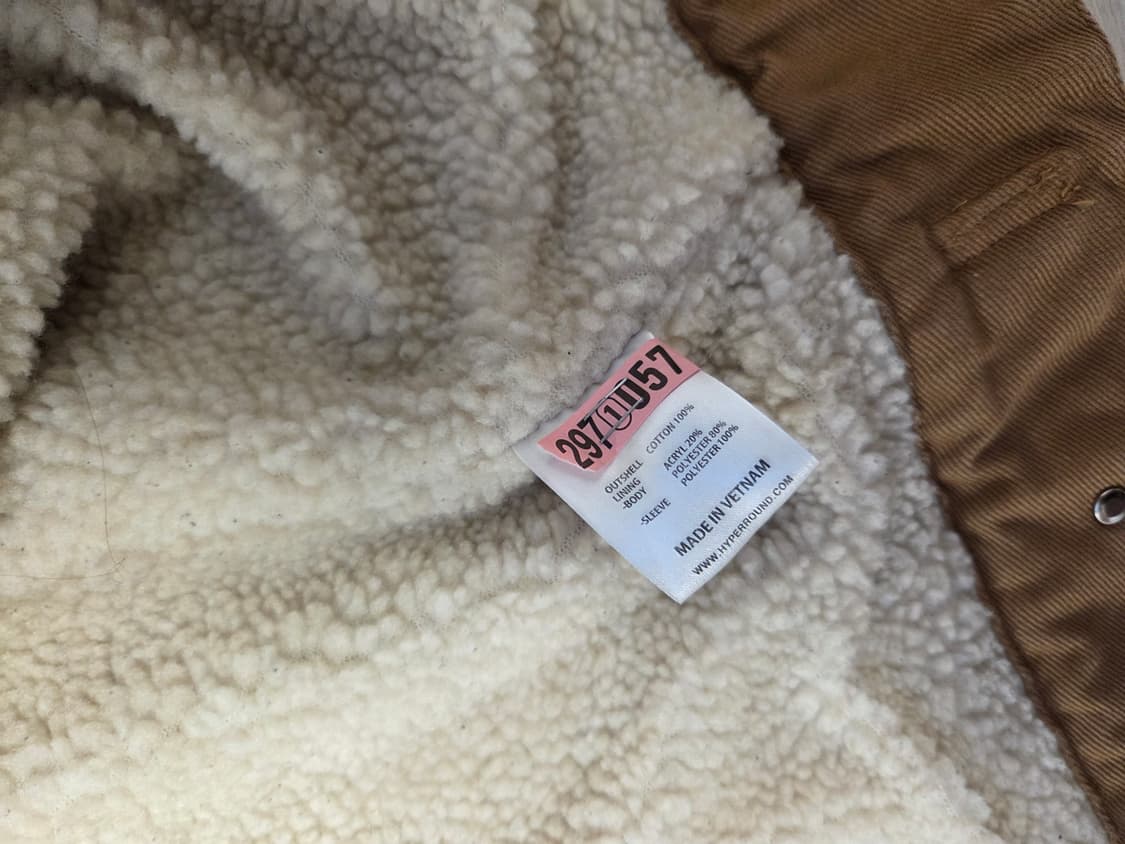 297 1 U57
OUTSHELL COTTON 100%
LINING
-BODY ACRYL 20%
POLYESTER 80%
-SLEEVE POLYESTER 100%
MADE IN VETNAM
WWW.HYPERROUND.COM